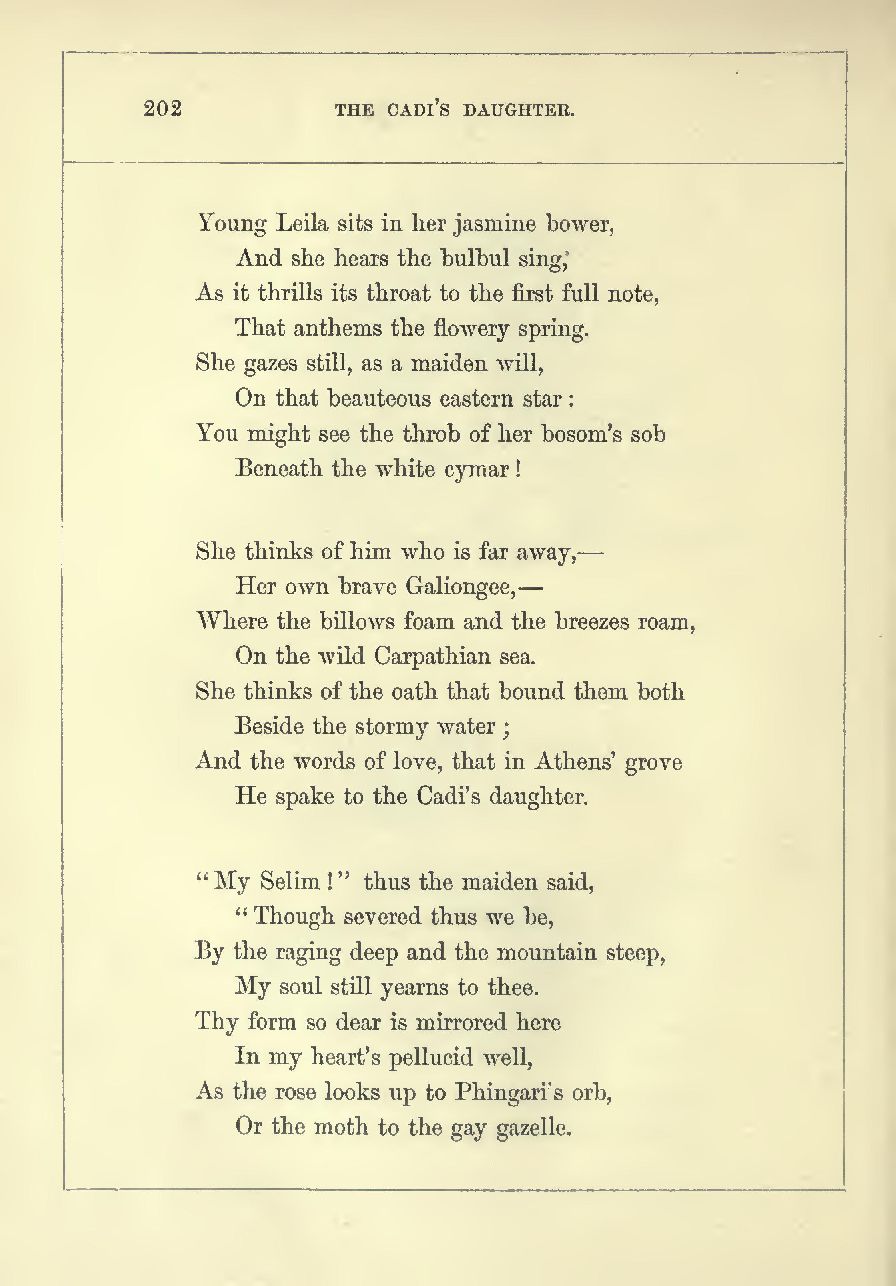 202 THE CADI'S DAUGHTER.
Young Leila sits in her jasmine bower,
And she hears the bulbul sing,
As it thrills its throat to the first full note,
That anthems the flowery spring.
She gazes still, as a maiden will,
On that beauteous eastern star :
You might see the throb of her bosom's sob
Beneath the white cymar !
She thinks of him who is far away,—
Her own brave Galiongee,—
Where the billows foam and the breezes roam,
On the wild Carpathian sea.
She thinks of the oath that bound them both
Beside the stormy water ;
And the words of love, that in Athens' grove
He spake to the Cadi's daughter.
“My Selim !” thus the maiden said,
“Though severed thus we be,
By the raging deep and the mountain steep,
My soul still yearns to thee.
Thy form so dear is mirrored here
In my heart's pellucid well,
As the rose looks up to Phingari's orb,
Or the moth to the gay gazelle.